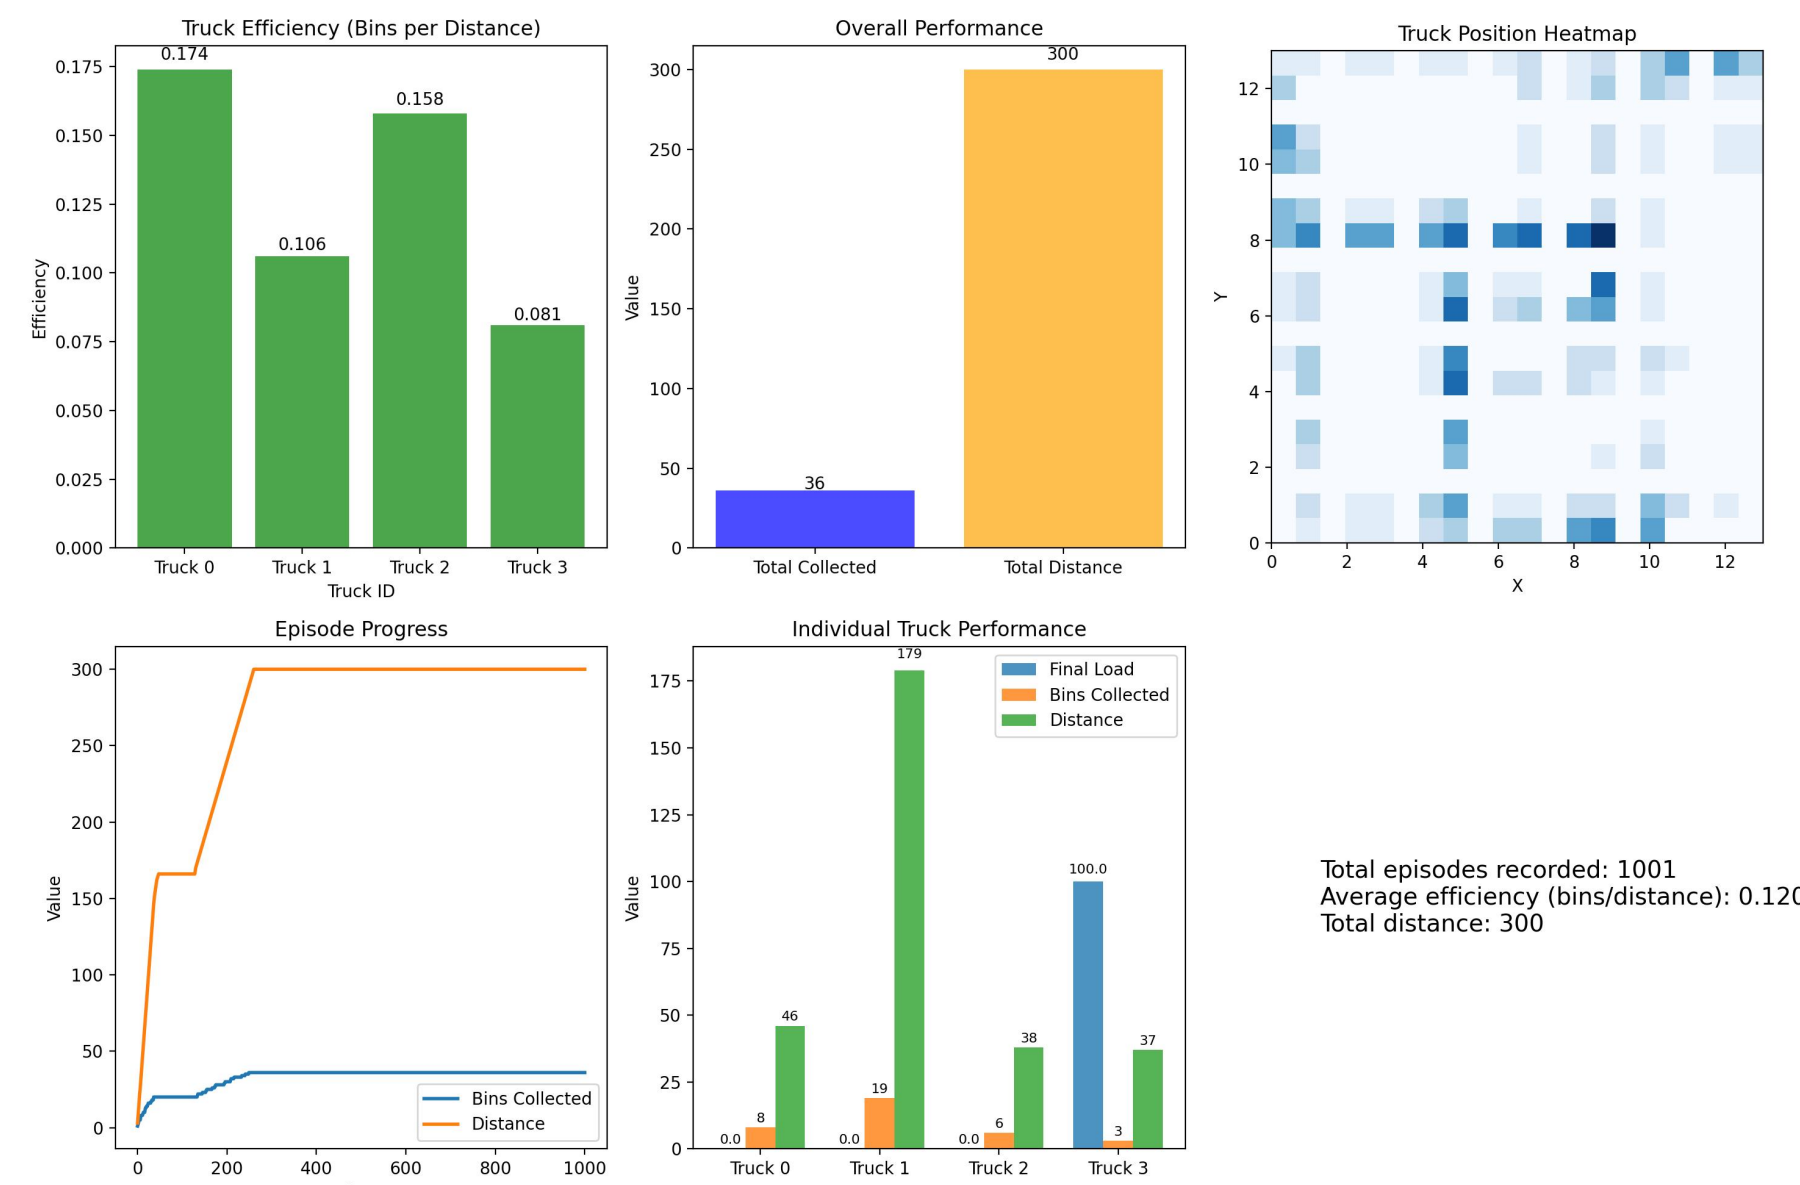 Truck Efficiency (Bins per Distance)
0.174
0.106
0.158
0.081
0.175
0.150
0.125
0.100
0.075
0.050
0.025
0.000
Efficiency
Truck 0 Truck 1 Truck 2 Truck 3
Truck ID
Overall Performance
300
36
300
250
200
150
100
50
0
Value
Total Collected Total Distance
Truck Position Heatmap
12
10
8
6
4
2
0
Y
0 2 4 6 8 10 12
X
Episode Progress
300
250
200
150
100
50
0
Value
Bins Collected
Distance
0 200 400 600 800 1000
Individual Truck Performance
Final Load
Bins Collected
Distance
175
150
125
100
75
50
25
0
Value
0.0 8 46
0.0 19 179
0.0 6 38
100.0 3 37
Truck 0 Truck 1 Truck 2 Truck 3
Total episodes recorded: 1001
Average efficiency (bins/distance): 0.120
Total distance: 300